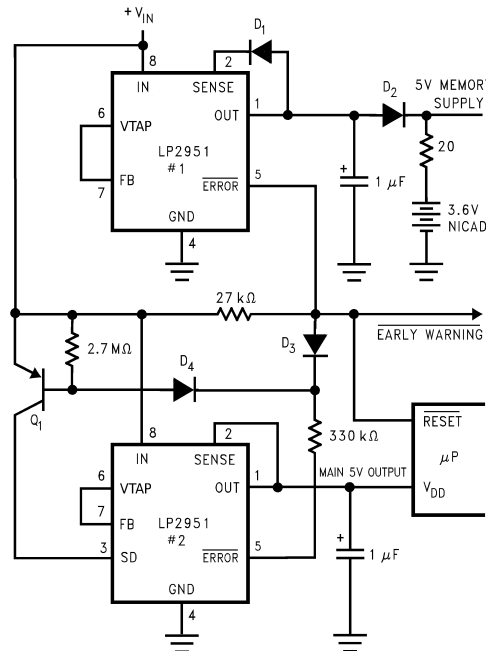 + VIN
8
IN
2
SENSE
D1
6
VTAP
OUT
1
D2
5V MEMORY
SUPPLY
LP2951
#1
20
7
FB
ERROR
5
+
1 μF
3.6V
NICAD
GND
4
27 kΩ
EARLY WARNING
2.7 MΩ
D4
D3
Q1
330 kΩ
RESET
μP
VDD
8
IN
2
SENSE
6
VTAP
OUT
1
MAIN 5V OUTPUT
7
FB
LP2951
#2
3
SD
ERROR
5
+
1 μF
GND
4